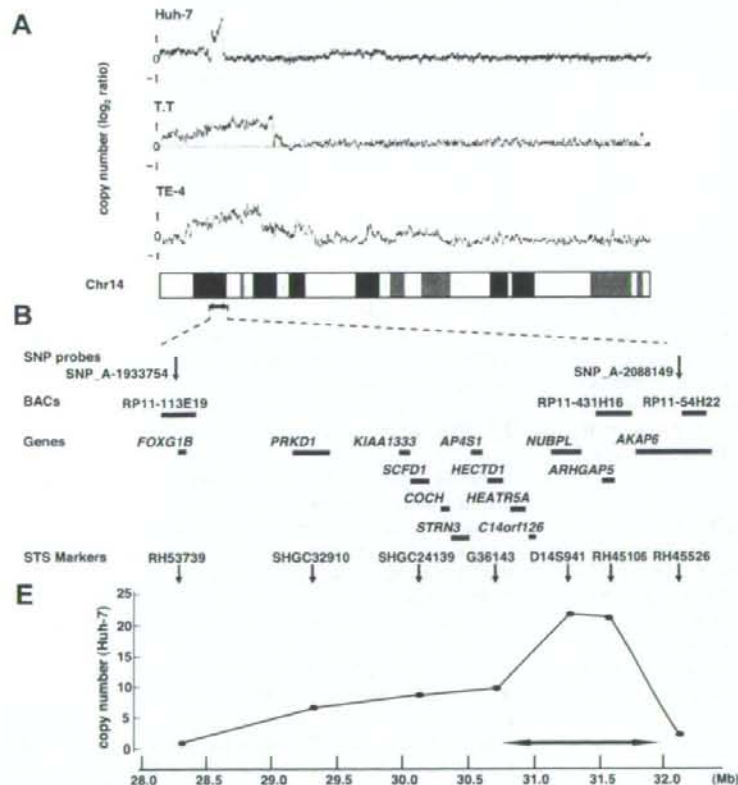 A
Huh-7
1
0
−1
T.T
1
0
−1
TE-4
1
0
−1
copy number (log2 ratio)
Chr14
B
SNP probes
SNP_A-1933754
SNP_A-2088149
BACs
RP11-113E19
RP11-431H16
RP11-54H22
Genes
FOXG1B
PRKD1
KIAA1333
AP4S1
NUBPL
AKAP6
SCFD1
HECTD1
ARHGAP5
COCH
HEATR5A
STRN3
C14orf126
STS Markers
RH53739
SHGC32910
SHGC24139
G36143
D14S941
RH45106
RH45526
E
copy number (Huh-7)
25
20
15
10
5
0
28.0 28.5 29.0 29.5 30.0 30.5 31.0 31.5 32.0 (Mb)